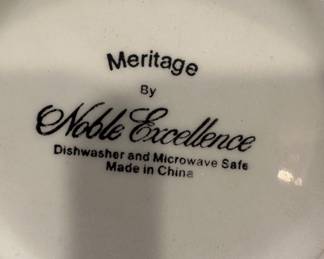 Meritage
By
Noble Excellence
Dishwasher and Microwave Safe
Made in China